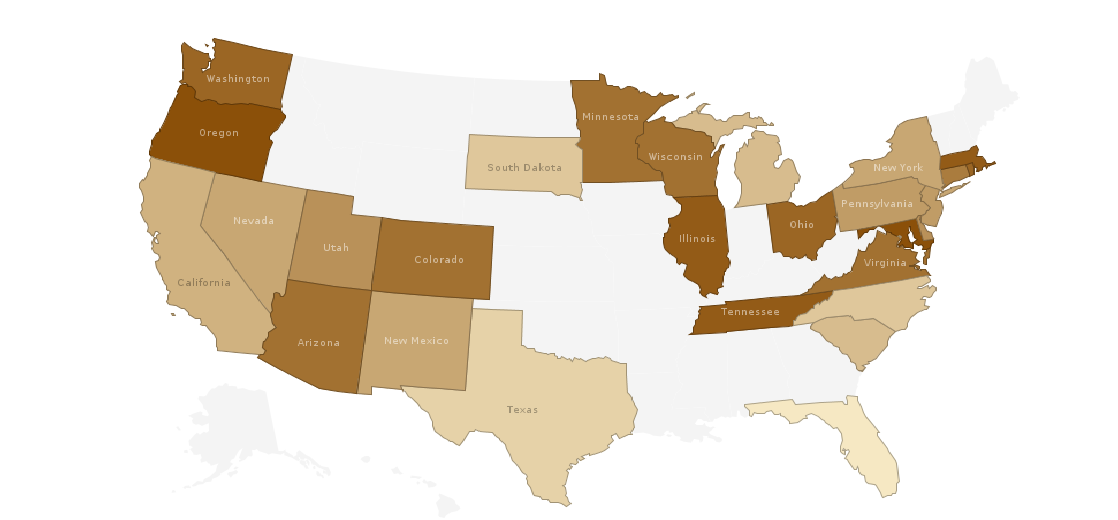 Washington
Oregon
Minnesota
Wisconsin
South Dakota
New York
Pennsylvania
Nevada
Ohio
Illinois
Utah
Colorado
Virginia
California
Tennessee
Arizona
New Mexico
Texas